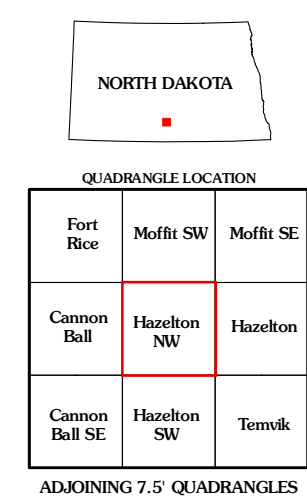 NORTH DAKOTA
QUADRANGLE LOCATION
Fort
Rice
Moffit SW
Moffit SE
Cannon
Ball
Hazelton
NW
Hazelton
Cannon
Ball SE
Hazelton
SW
Temvik
ADJOINING 7.5' QUADRANGLES